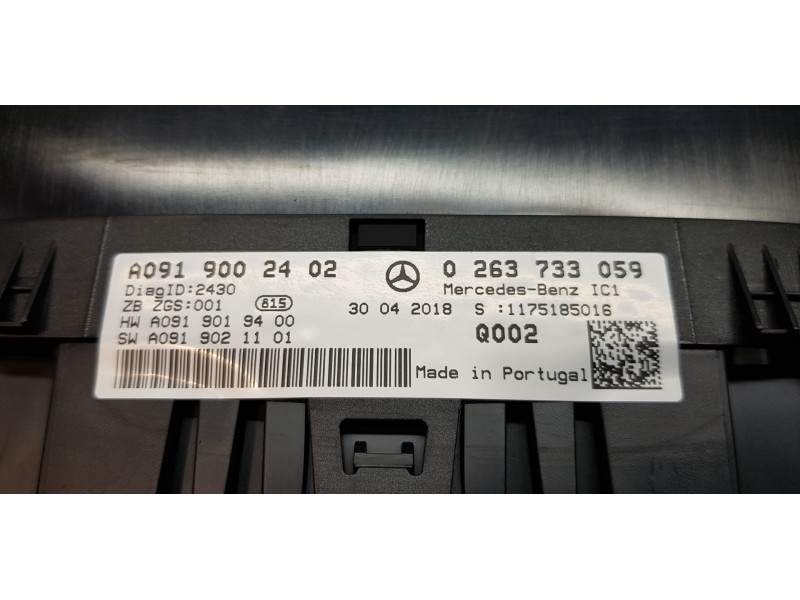 A091 900 24 02 0 263 733 059
DiagID:2430 Mercedes-Benz IC1
ZB ZGS:001 815 30 04 2018 S :1175185016
HW A091 901 94 00 Q002
SW A091 902 11 01
Made in Portugal